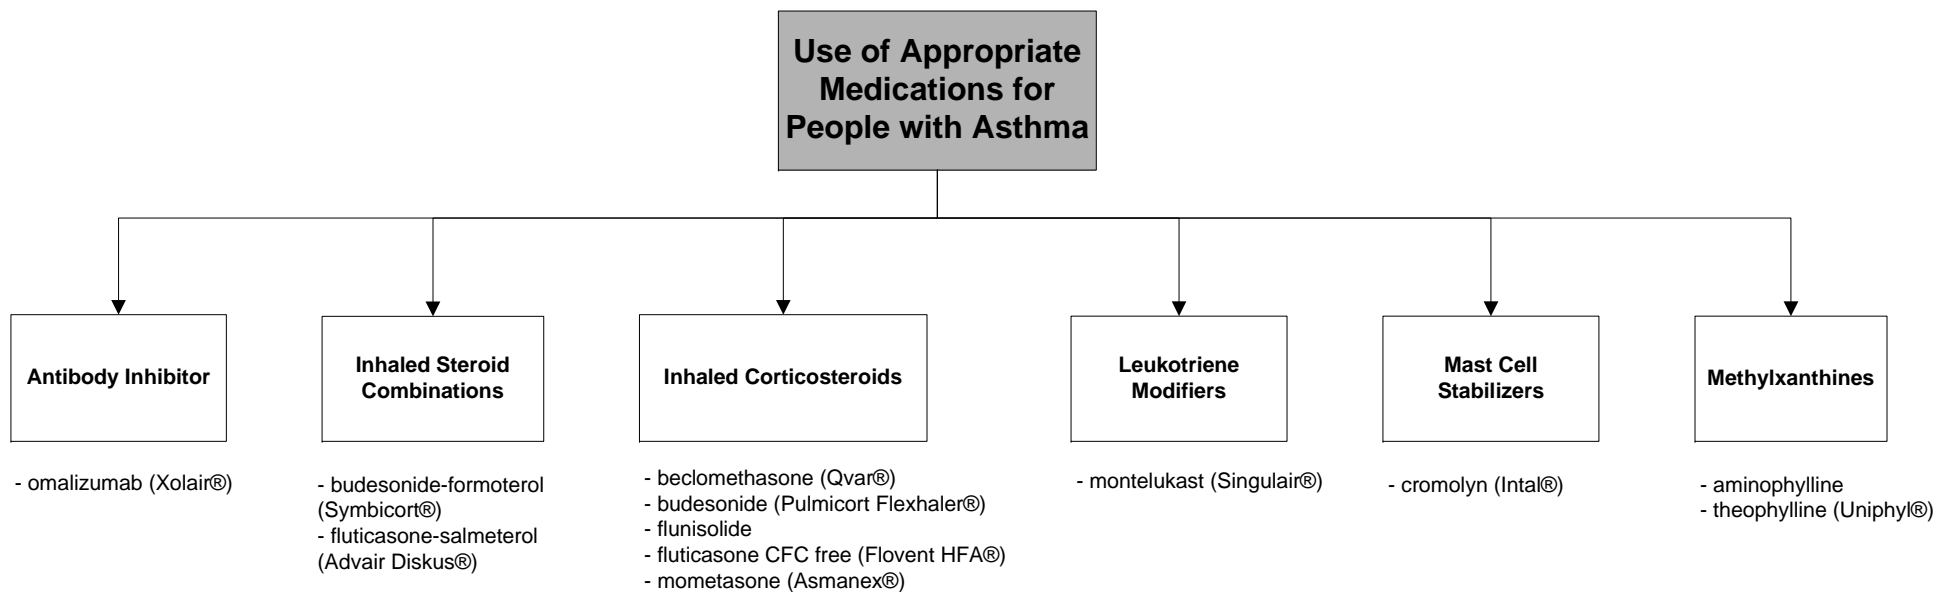 Use of Appropriate
Medications for
People with Asthma
Antibody Inhibitor
- omalizumab (Xolair®)
Inhaled Steroid
Combinations
- budesonide-formoterol
(Symbicort®)
- fluticasone-salmeterol
(Advair Diskus®)
Inhaled Corticosteroids
- beclomethasone (Qvar®)
- budesonide (Pulmicort Flexhaler®)
- flunisolide
- fluticasone CFC free (Flovent HFA®)
- mometasone (Asmanex®)
Leukotriene
Modifiers
- montelukast (Singulair®)
Mast Cell
Stabilizers
- cromolyn (Intal®)
Methylxanthines
- aminophylline
- theophylline (Uniphyl®)